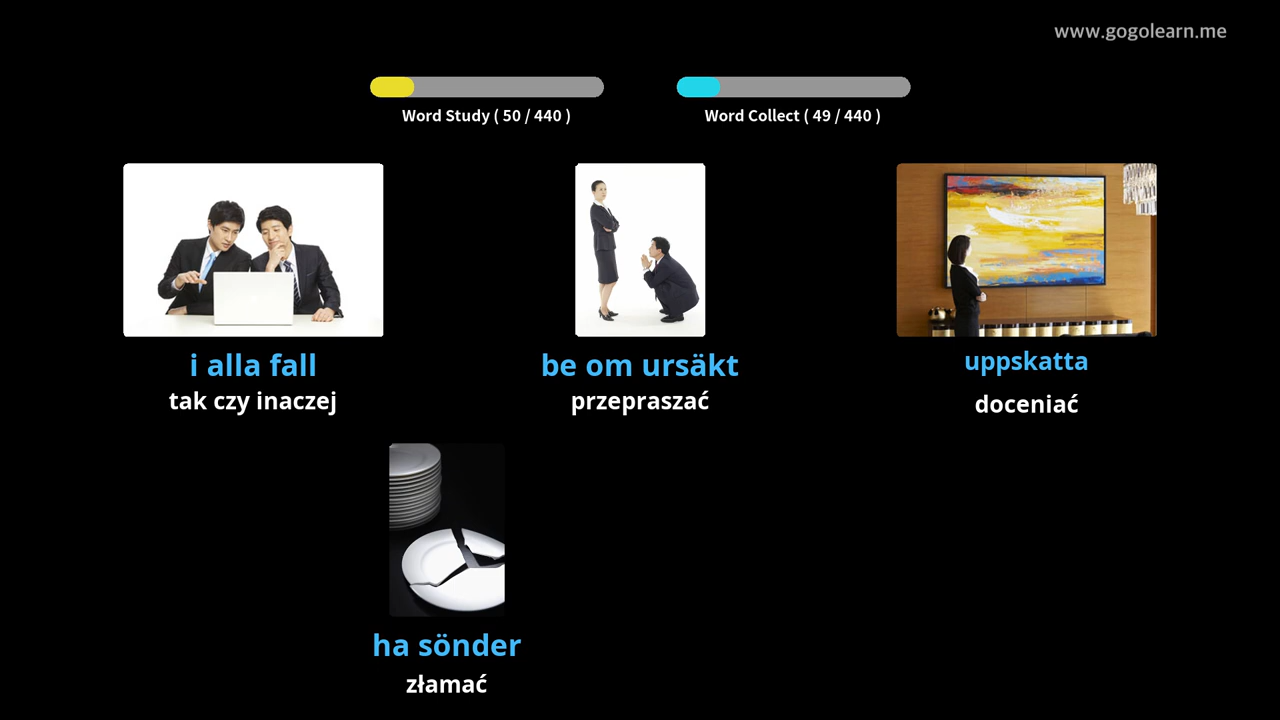 www.gogolearn.me
Word Study ( 50 / 440 )
Word Collect ( 49 / 440 )
i alla fall
tak czy inaczej
be om ursäkt
przepraszać
uppskatta
doceniać
ha sönder
złamać